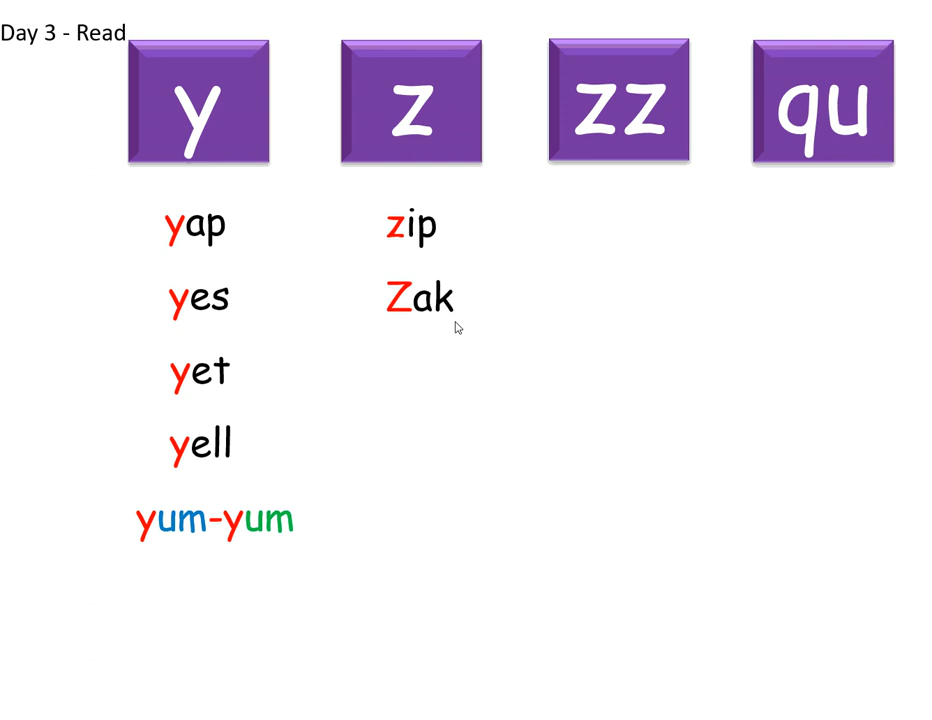 Day 3 - Read
y z zz qu
yap zip
yes Zak
yet
yell
yum-yum